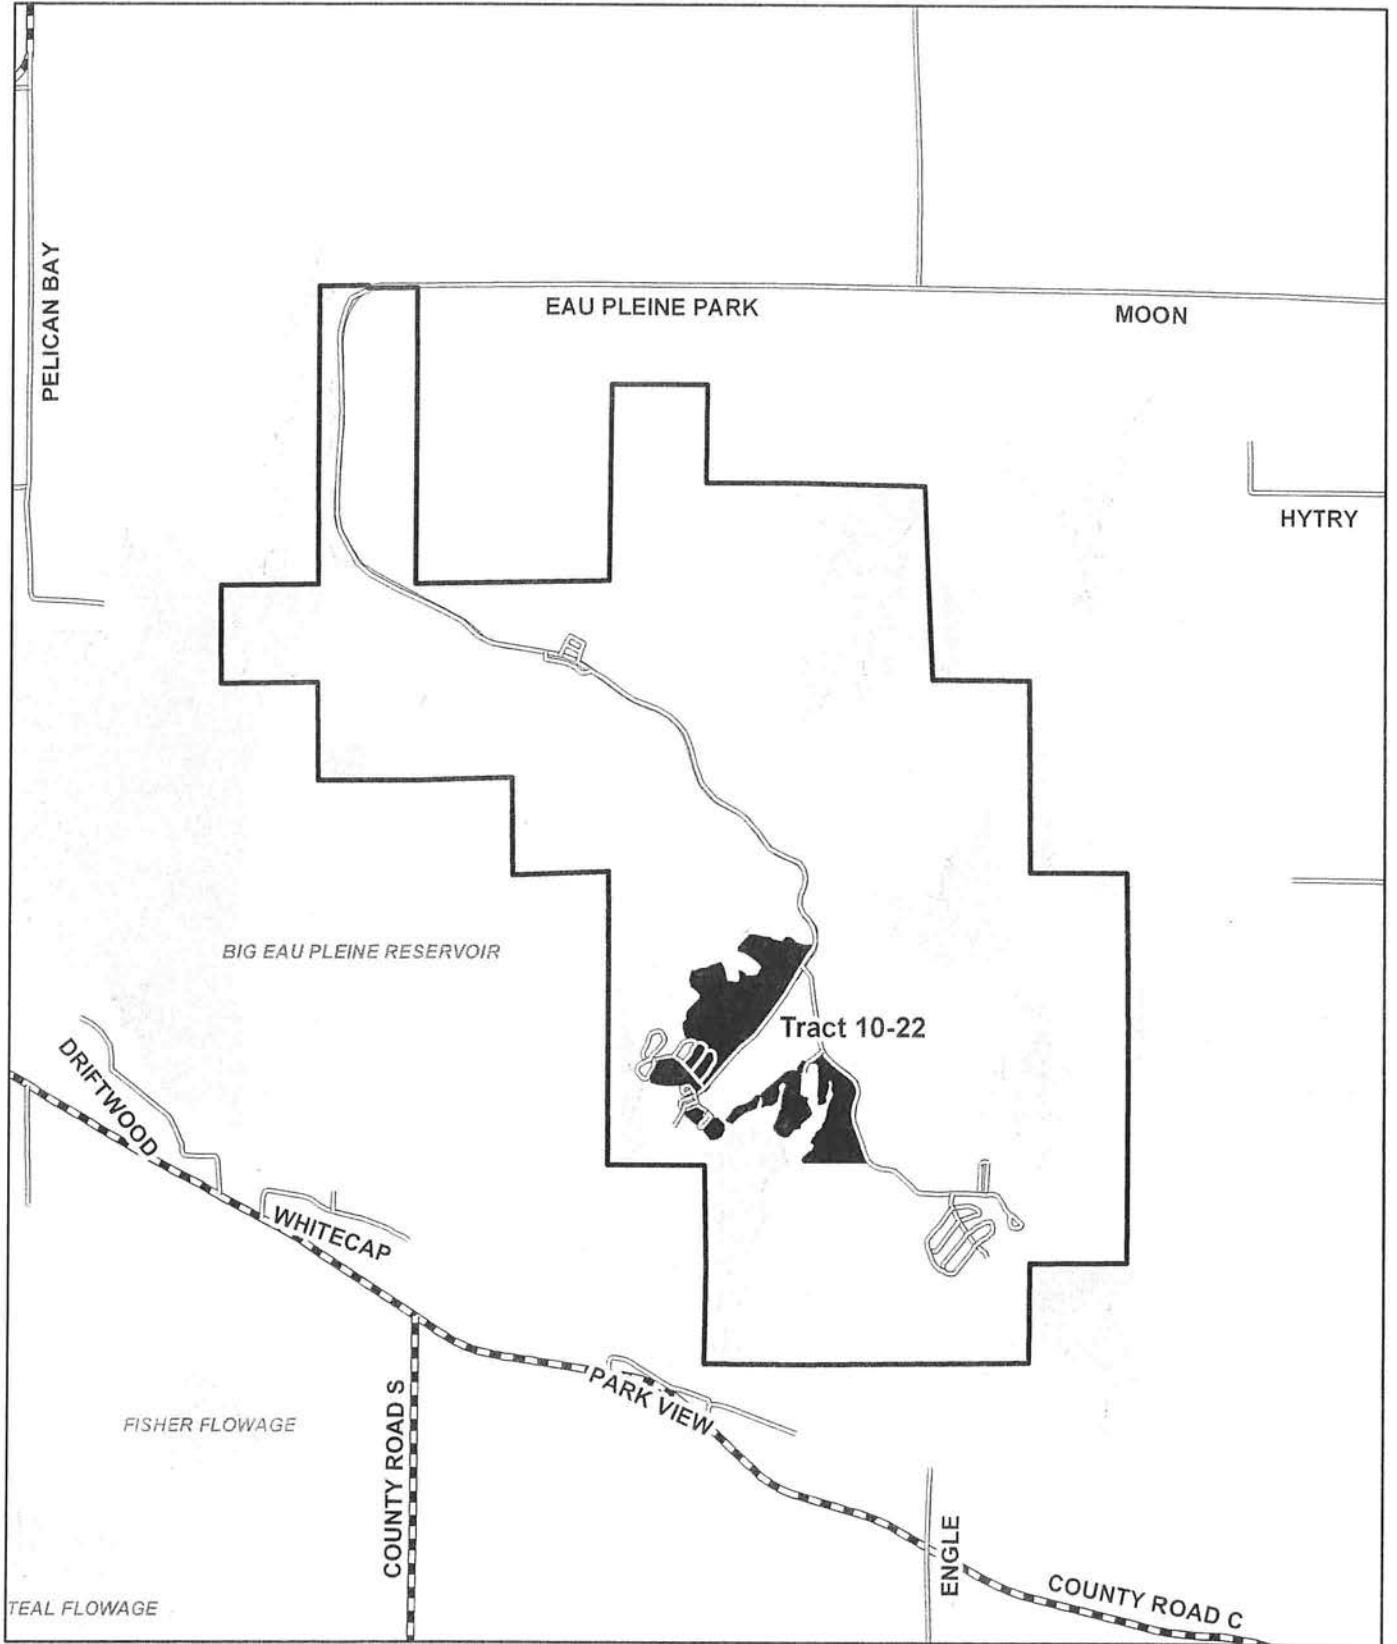 PELICAN BAY
EAU PLEINE PARK
MOON
HYTRY
BIG EAU PLEINE RESERVOIR
Tract 10-22
DRIFTWOOD
WHITECAP
PARK VIEW
FISHER FLOWAGE
COUNTY ROAD S
ENGLE
COUNTY ROAD C
TEAL FLOWAGE